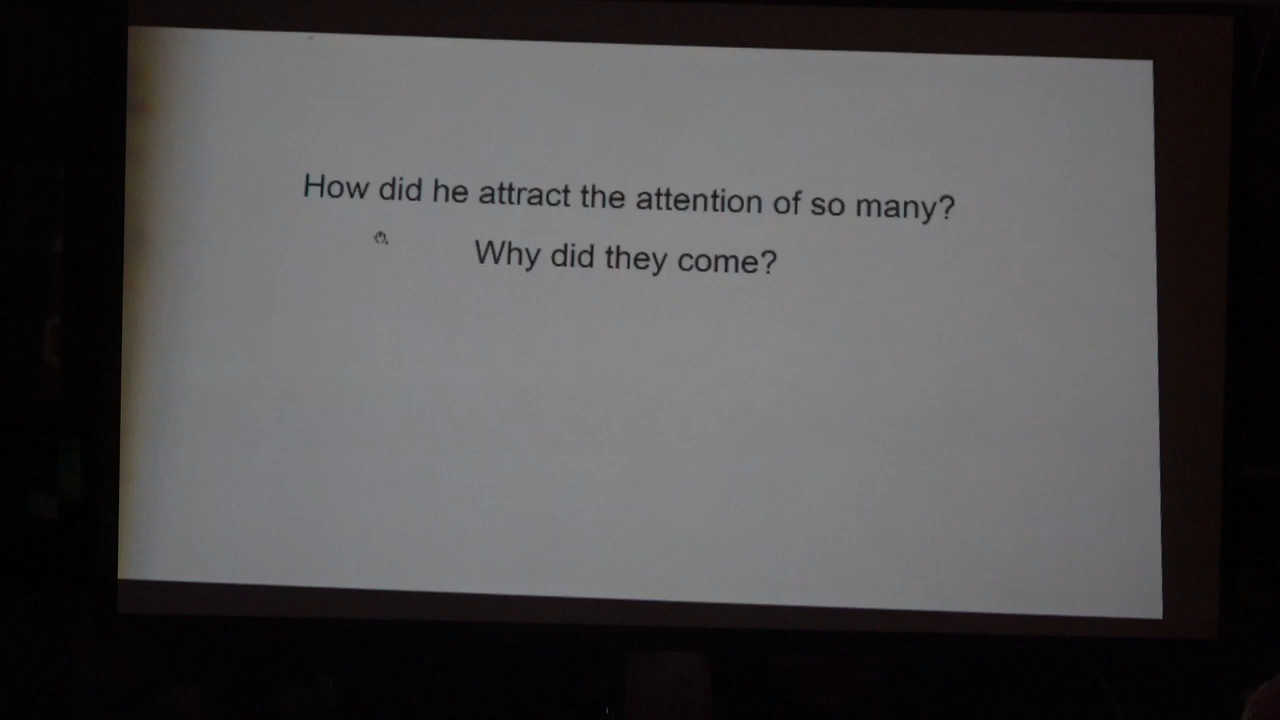 How did he attract the attention of so many?
Why did they come?